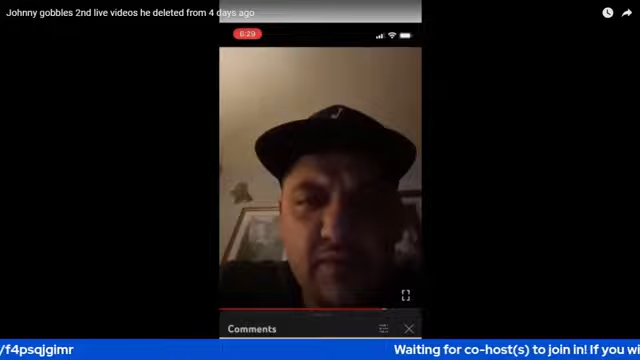 Johnny gobbles 2nd live videos he deleted from 4 days ago
6:29
J
Comments
/f4psqjgimr
Waiting for co-host(s) to join in! If you wi